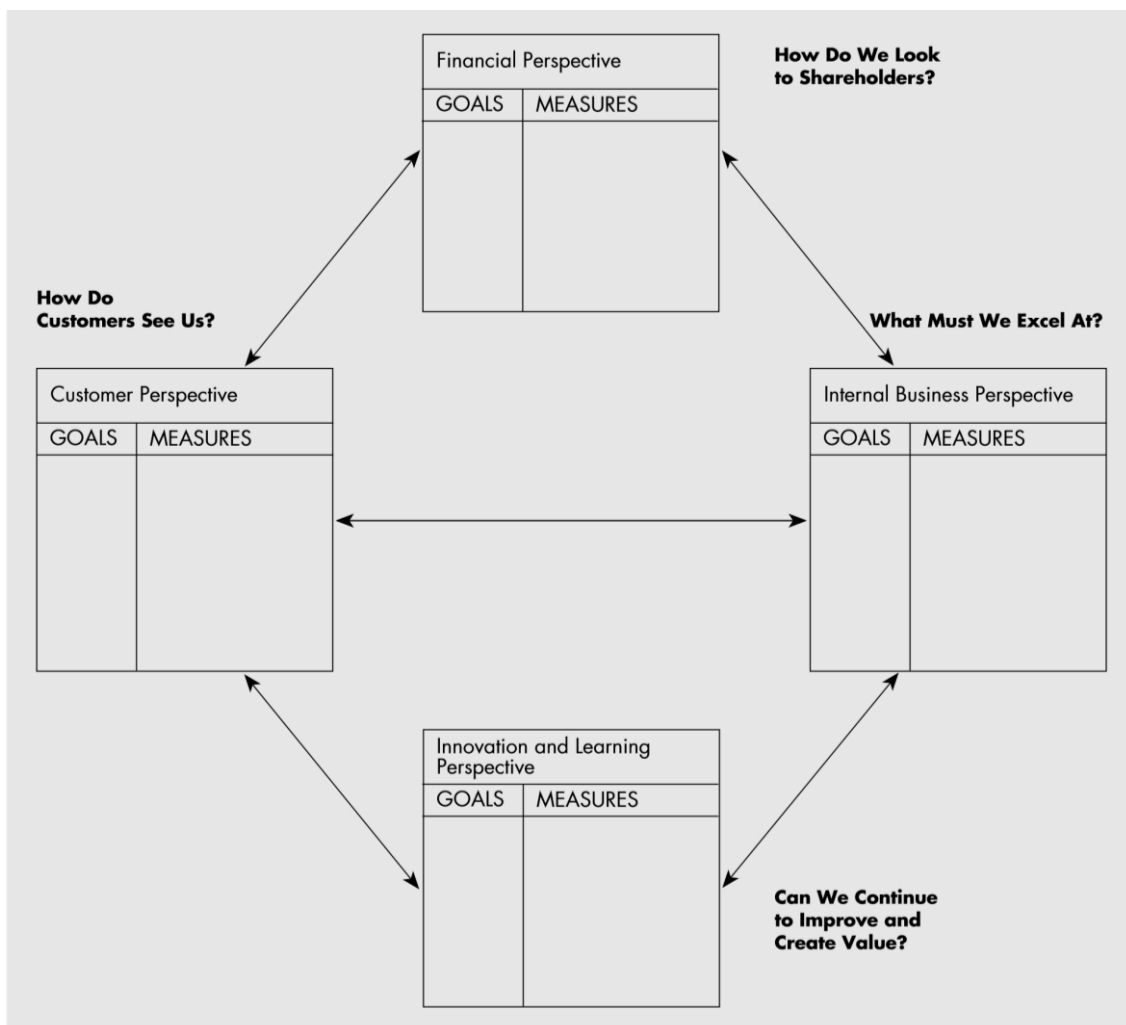 Financial Perspective
GOALS MEASURES
How Do We Look
to Shareholders?
How Do
Customers See Us?
What Must We Excel At?
Customer Perspective
GOALS MEASURES
Internal Business Perspective
GOALS MEASURES
Innovation and Learning
Perspective
GOALS MEASURES
Can We Continue
to Improve and
Create Value?